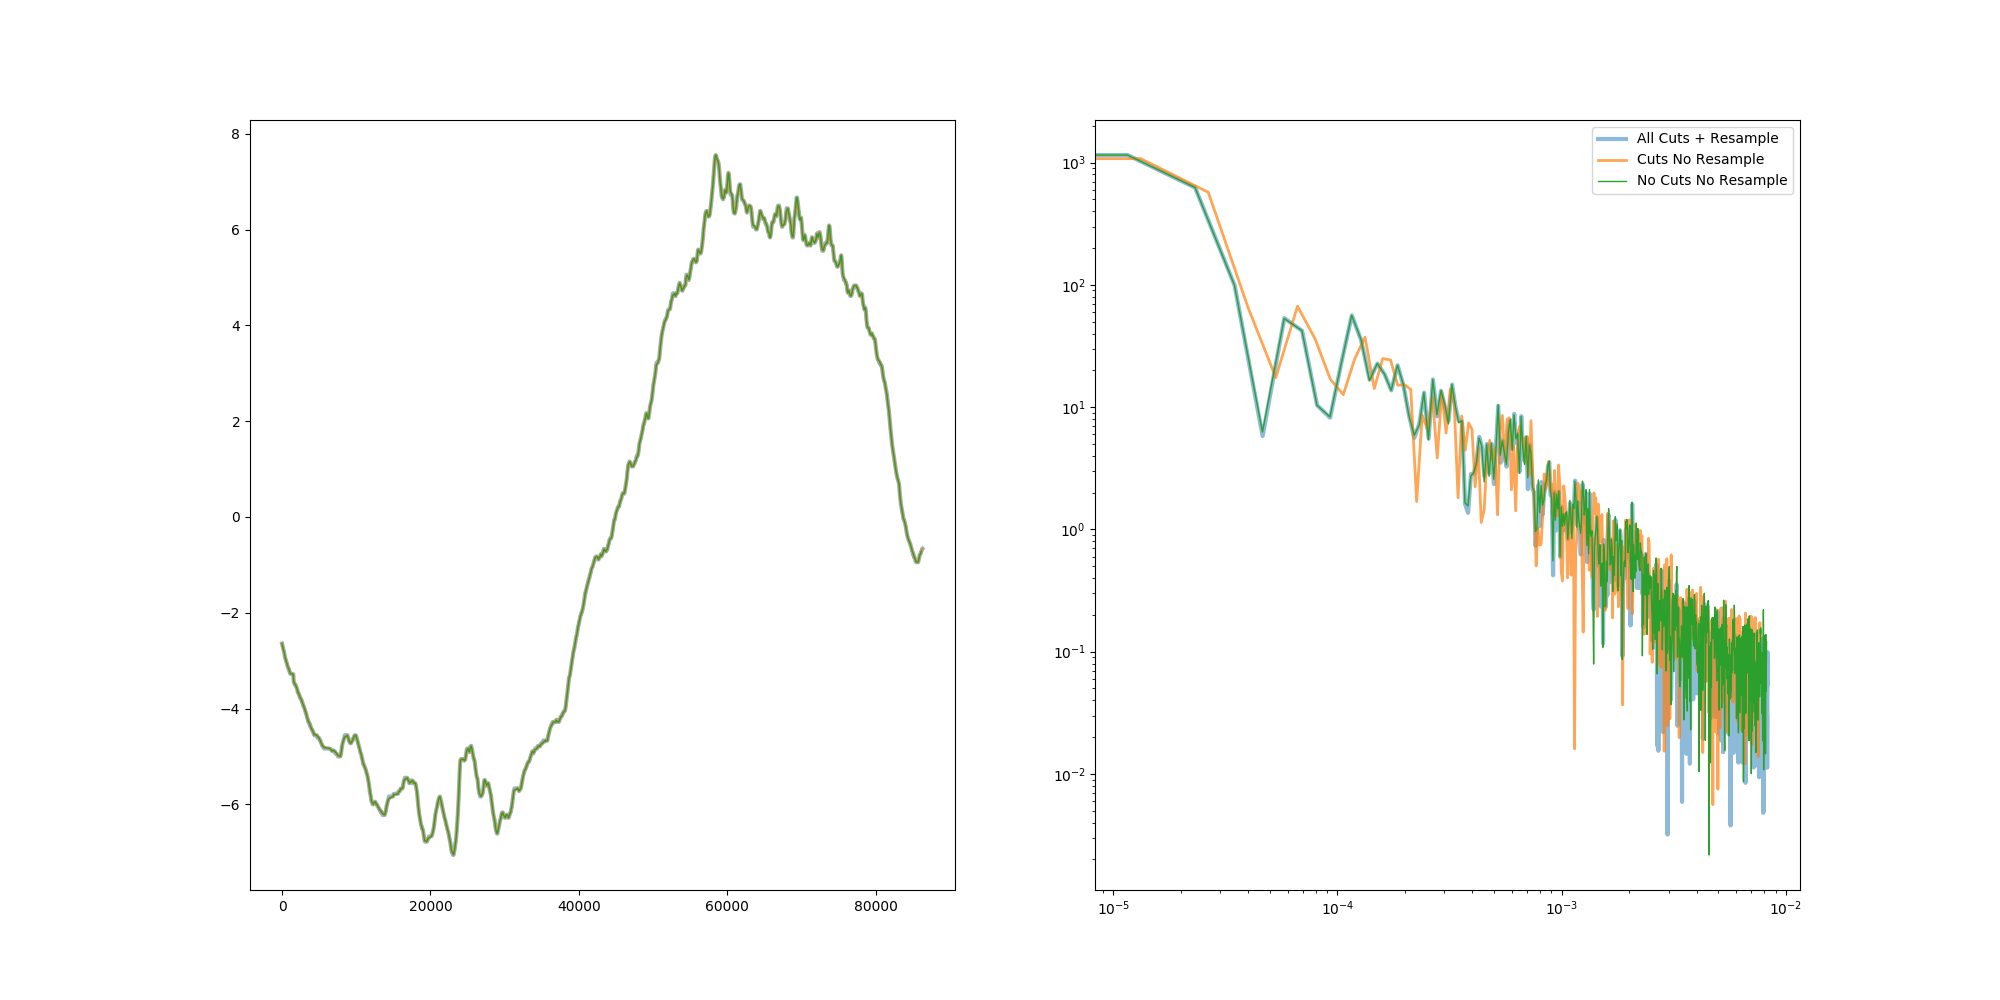 8
6
4
2
0
−2
−4
−6
0 20000 40000 60000 80000
10³
10²
10¹
10⁰
10⁻¹
10⁻²
10⁻⁵ 10⁻⁴ 10⁻³ 10⁻²
All Cuts + Resample
Cuts No Resample
No Cuts No Resample